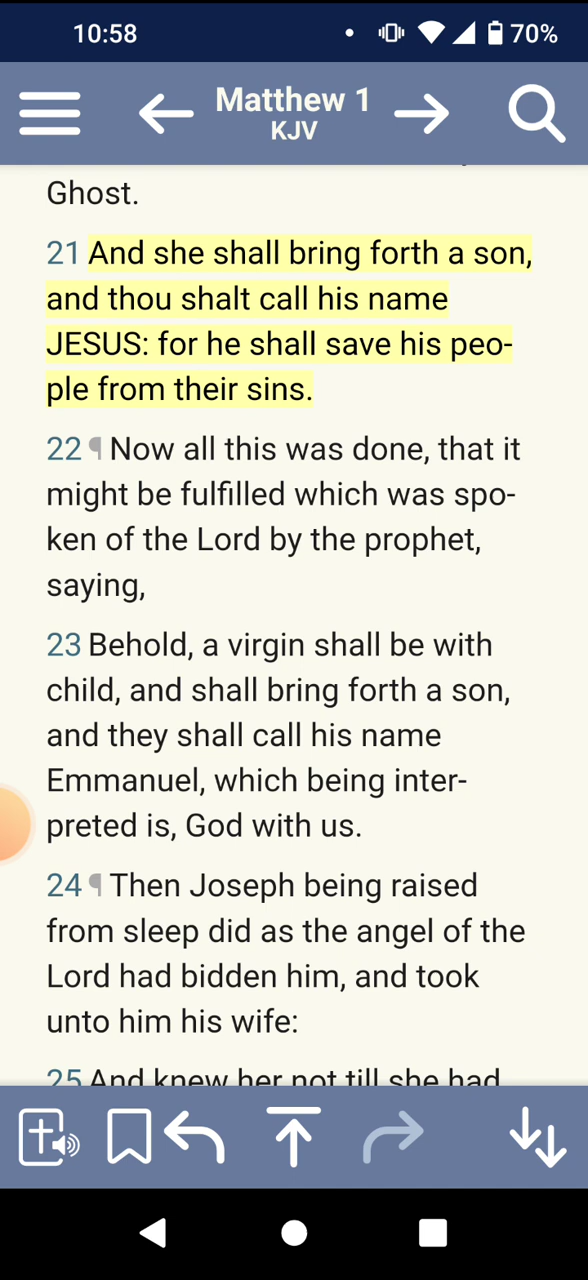 10:58
70%
Matthew 1
KJV
Ghost.
21 And she shall bring forth a son,
and thou shalt call his name
JESUS: for he shall save his peo-
ple from their sins.
22 ¶ Now all this was done, that it
might be fulfilled which was spo-
ken of the Lord by the prophet,
saying,
23 Behold, a virgin shall be with
child, and shall bring forth a son,
and they shall call his name
Emmanuel, which being inter-
preted is, God with us.
24 ¶ Then Joseph being raised
from sleep did as the angel of the
Lord had bidden him, and took
unto him his wife:
25 And knew her not till she had